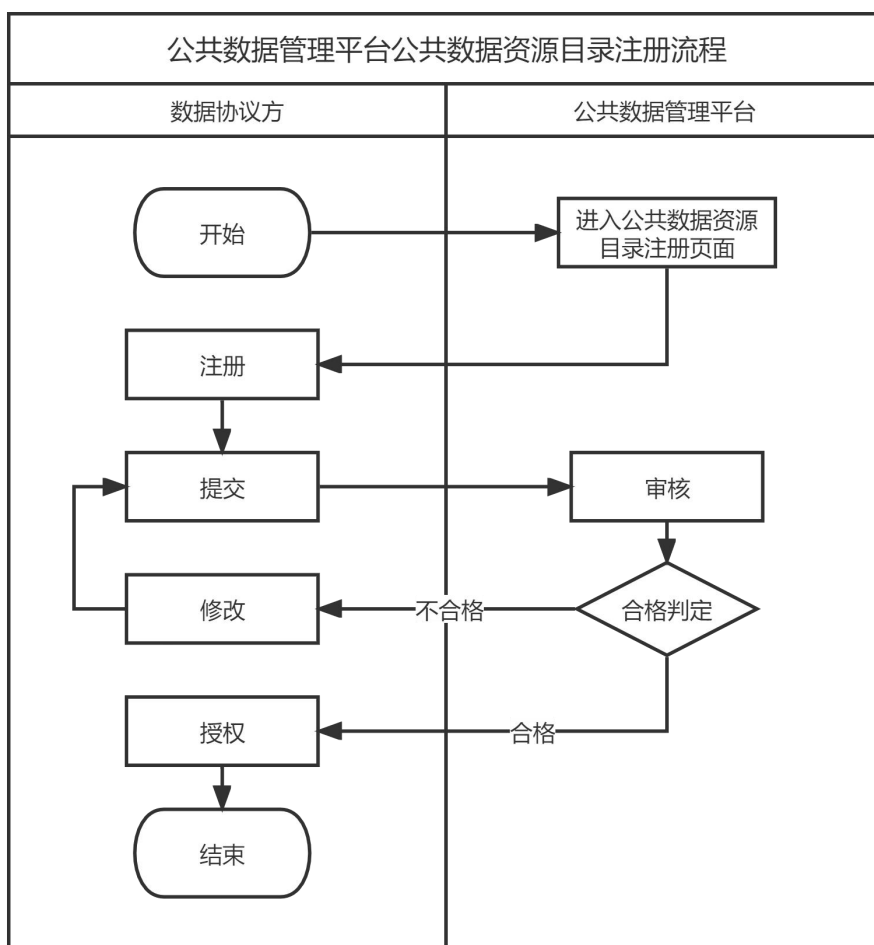 公共数据管理平台公共数据资源目录注册流程
数据协议方
公共数据管理平台
开始
进入公共数据资源
目录注册页面
注册
提交
审核
修改
不合格
合格判定
授权
合格
结束